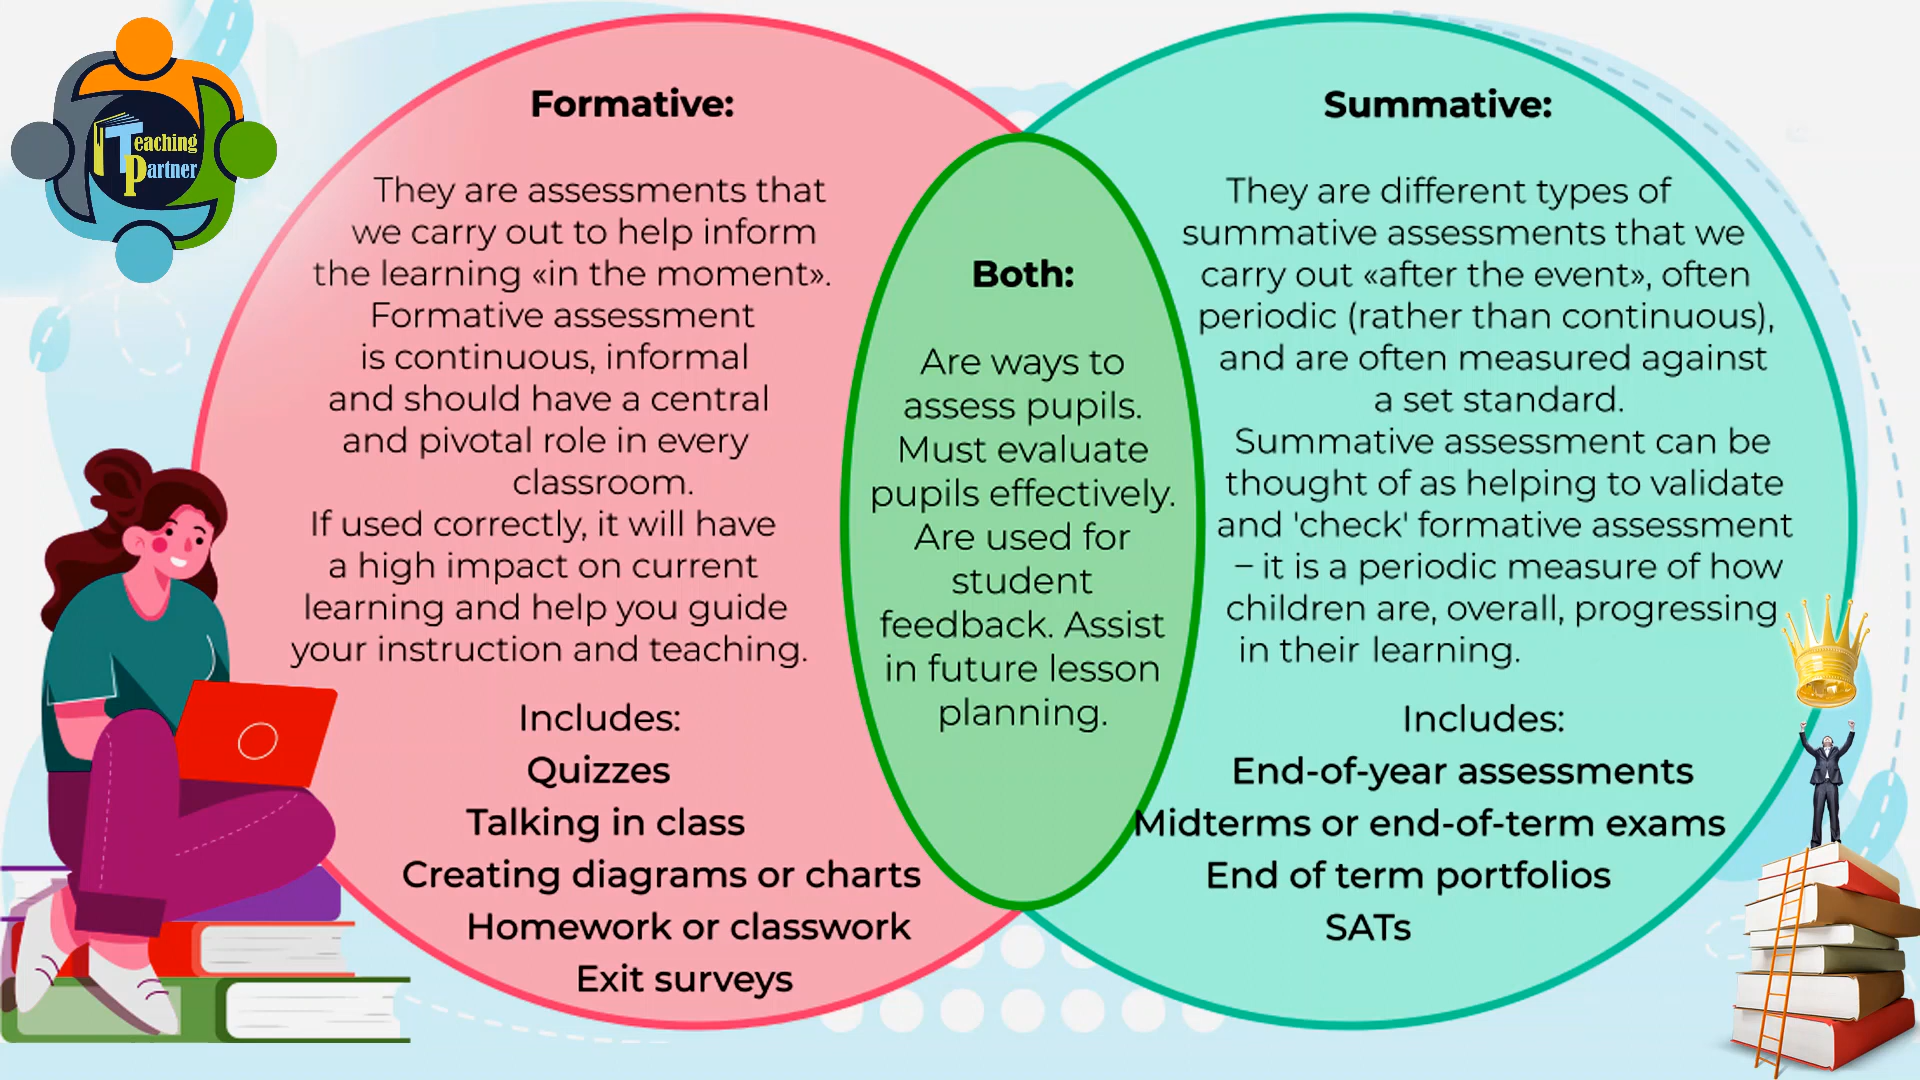 Teaching
Partner
Formative:
They are assessments that
we carry out to help inform
the learning «in the moment».
Formative assessment
is continuous, informal
and should have a central
and pivotal role in every
classroom.
If used correctly, it will have
a high impact on current
learning and help you guide
your instruction and teaching.
Includes:
Quizzes
Talking in class
Creating diagrams or charts
Homework or classwork
Exit surveys
Both:
Are ways to
assess pupils.
Must evaluate
pupils effectively.
Are used for
student
feedback. Assist
in future lesson
planning.
Summative:
They are different types of
summative assessments that we
carry out «after the event», often
periodic (rather than continuous),
and are often measured against
a set standard.
Summative assessment can be
thought of as helping to validate
and 'check' formative assessment
– it is a periodic measure of how
children are, overall, progressing
in their learning.
Includes:
End-of-year assessments
Midterms or end-of-term exams
End of term portfolios
SATs